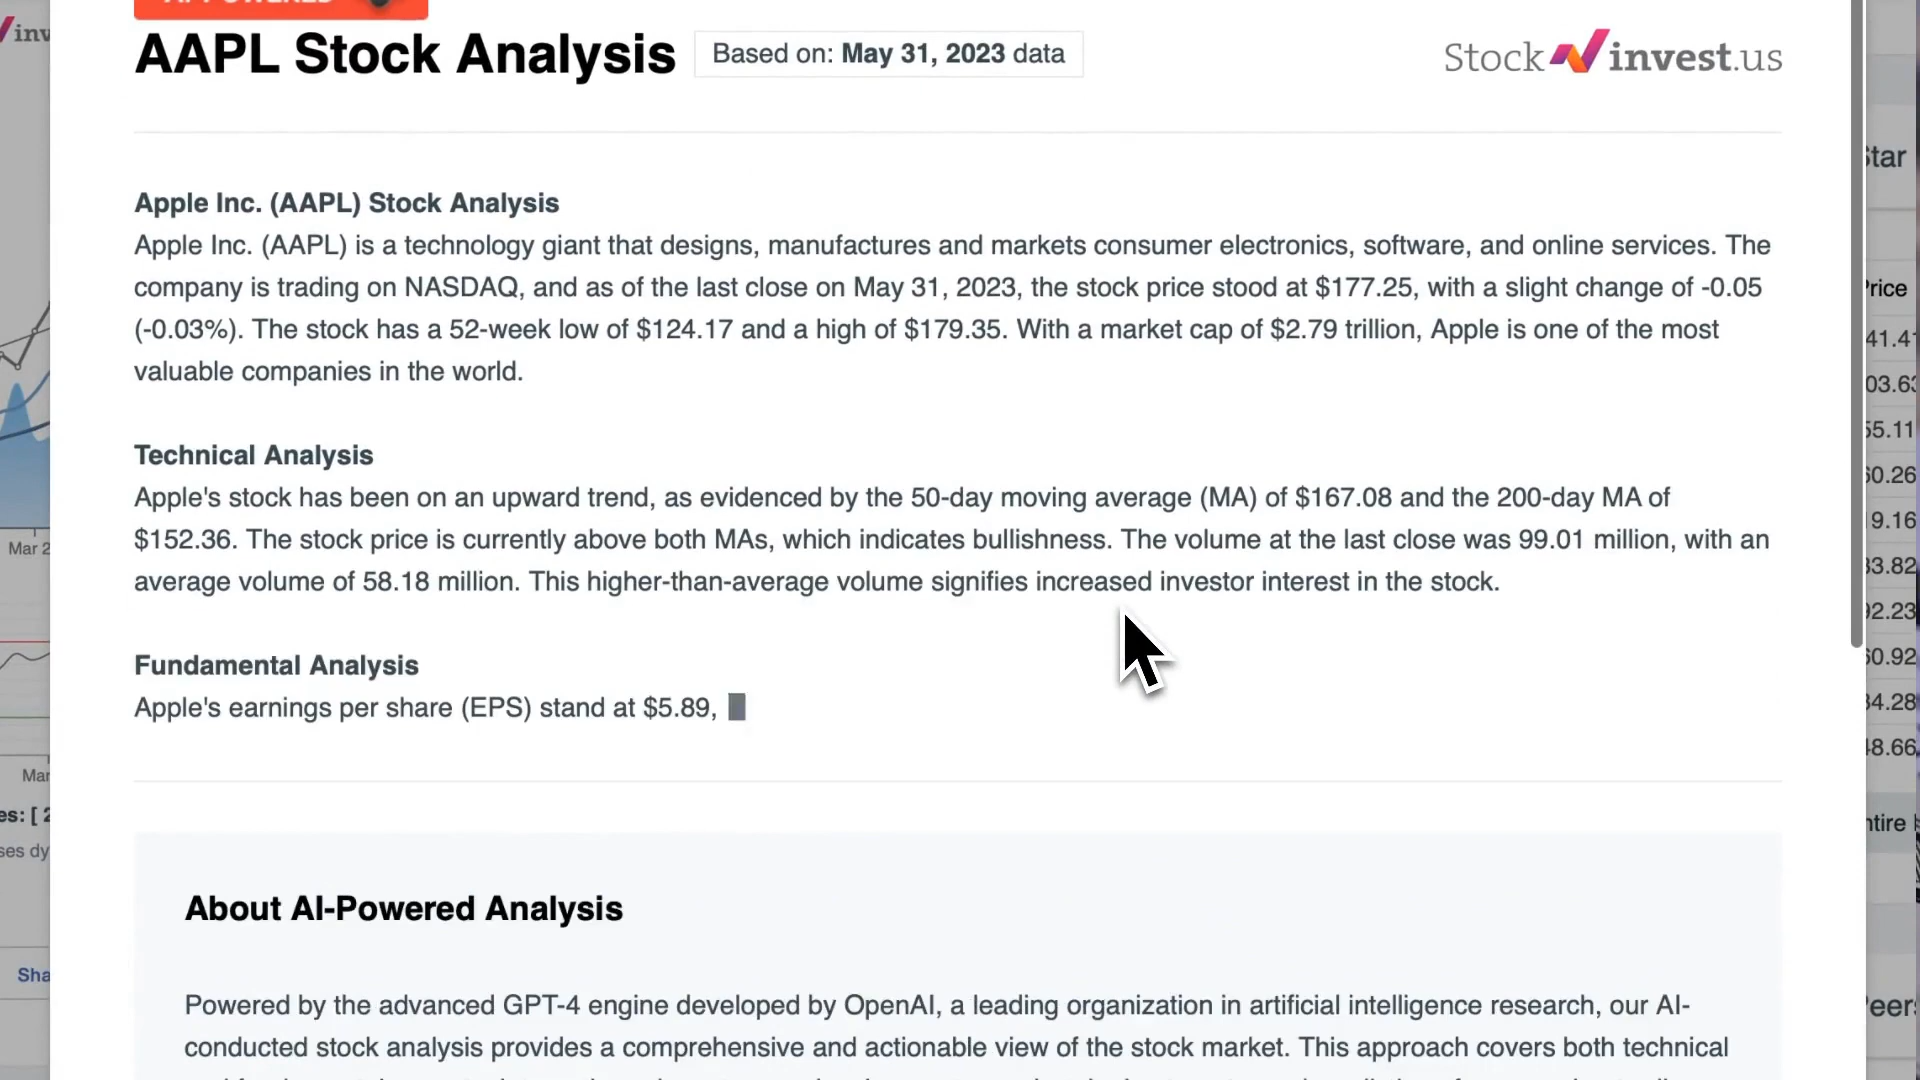 AAPL Stock Analysis
Based on: May 31, 2023 data
Stock invest.us
Apple Inc. (AAPL) Stock Analysis
Apple Inc. (AAPL) is a technology giant that designs, manufactures and markets consumer electronics, software, and online services. The
company is trading on NASDAQ, and as of the last close on May 31, 2023, the stock price stood at $177.25, with a slight change of -0.05
(-0.03%). The stock has a 52-week low of $124.17 and a high of $179.35. With a market cap of $2.79 trillion, Apple is one of the most
valuable companies in the world.
Technical Analysis
Apple's stock has been on an upward trend, as evidenced by the 50-day moving average (MA) of $167.08 and the 200-day MA of
$152.36. The stock price is currently above both MAs, which indicates bullishness. The volume at the last close was 99.01 million, with an
average volume of 58.18 million. This higher-than-average volume signifies increased investor interest in the stock.
Fundamental Analysis
Apple's earnings per share (EPS) stand at $5.89,
About AI-Powered Analysis
Powered by the advanced GPT-4 engine developed by OpenAI, a leading organization in artificial intelligence research, our AI-
conducted stock analysis provides a comprehensive and actionable view of the stock market. This approach covers both technical